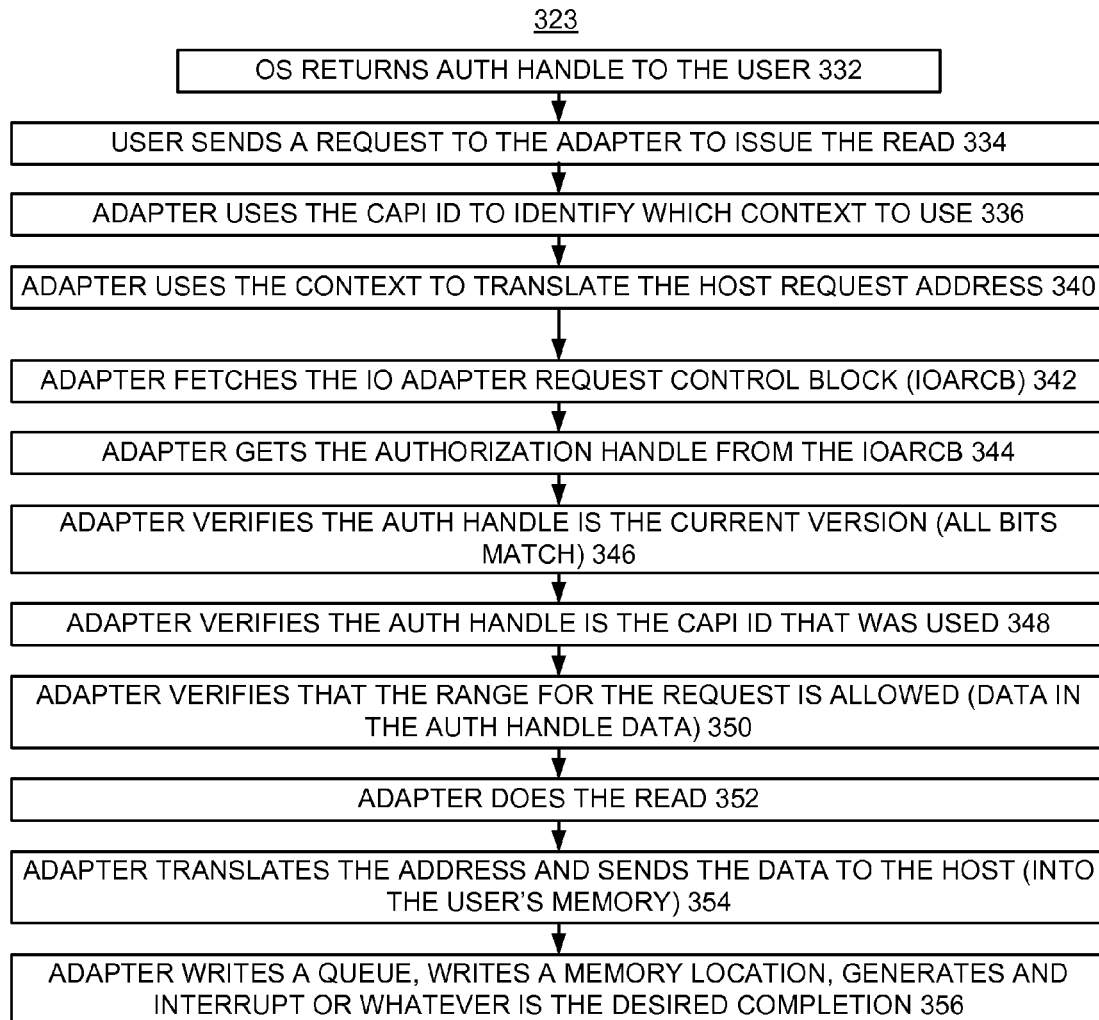 323
OS RETURNS AUTH HANDLE TO THE USER 332
USER SENDS A REQUEST TO THE ADAPTER TO ISSUE THE READ 334
ADAPTER USES THE CAPI ID TO IDENTIFY WHICH CONTEXT TO USE 336
ADAPTER USES THE CONTEXT TO TRANSLATE THE HOST REQUEST ADDRESS 340
ADAPTER FETCHES THE IO ADAPTER REQUEST CONTROL BLOCK (IOARCB) 342
ADAPTER GETS THE AUTHORIZATION HANDLE FROM THE IOARCB 344
ADAPTER VERIFIES THE AUTH HANDLE IS THE CURRENT VERSION (ALL BITS
MATCH) 346
ADAPTER VERIFIES THE AUTH HANDLE IS THE CAPI ID THAT WAS USED 348
ADAPTER VERIFIES THAT THE RANGE FOR THE REQUEST IS ALLOWED (DATA IN
THE AUTH HANDLE DATA) 350
ADAPTER DOES THE READ 352
ADAPTER TRANSLATES THE ADDRESS AND SENDS THE DATA TO THE HOST (INTO
THE USER'S MEMORY) 354
ADAPTER WRITES A QUEUE, WRITES A MEMORY LOCATION, GENERATES AND
INTERRUPT OR WHATEVER IS THE DESIRED COMPLETION 356